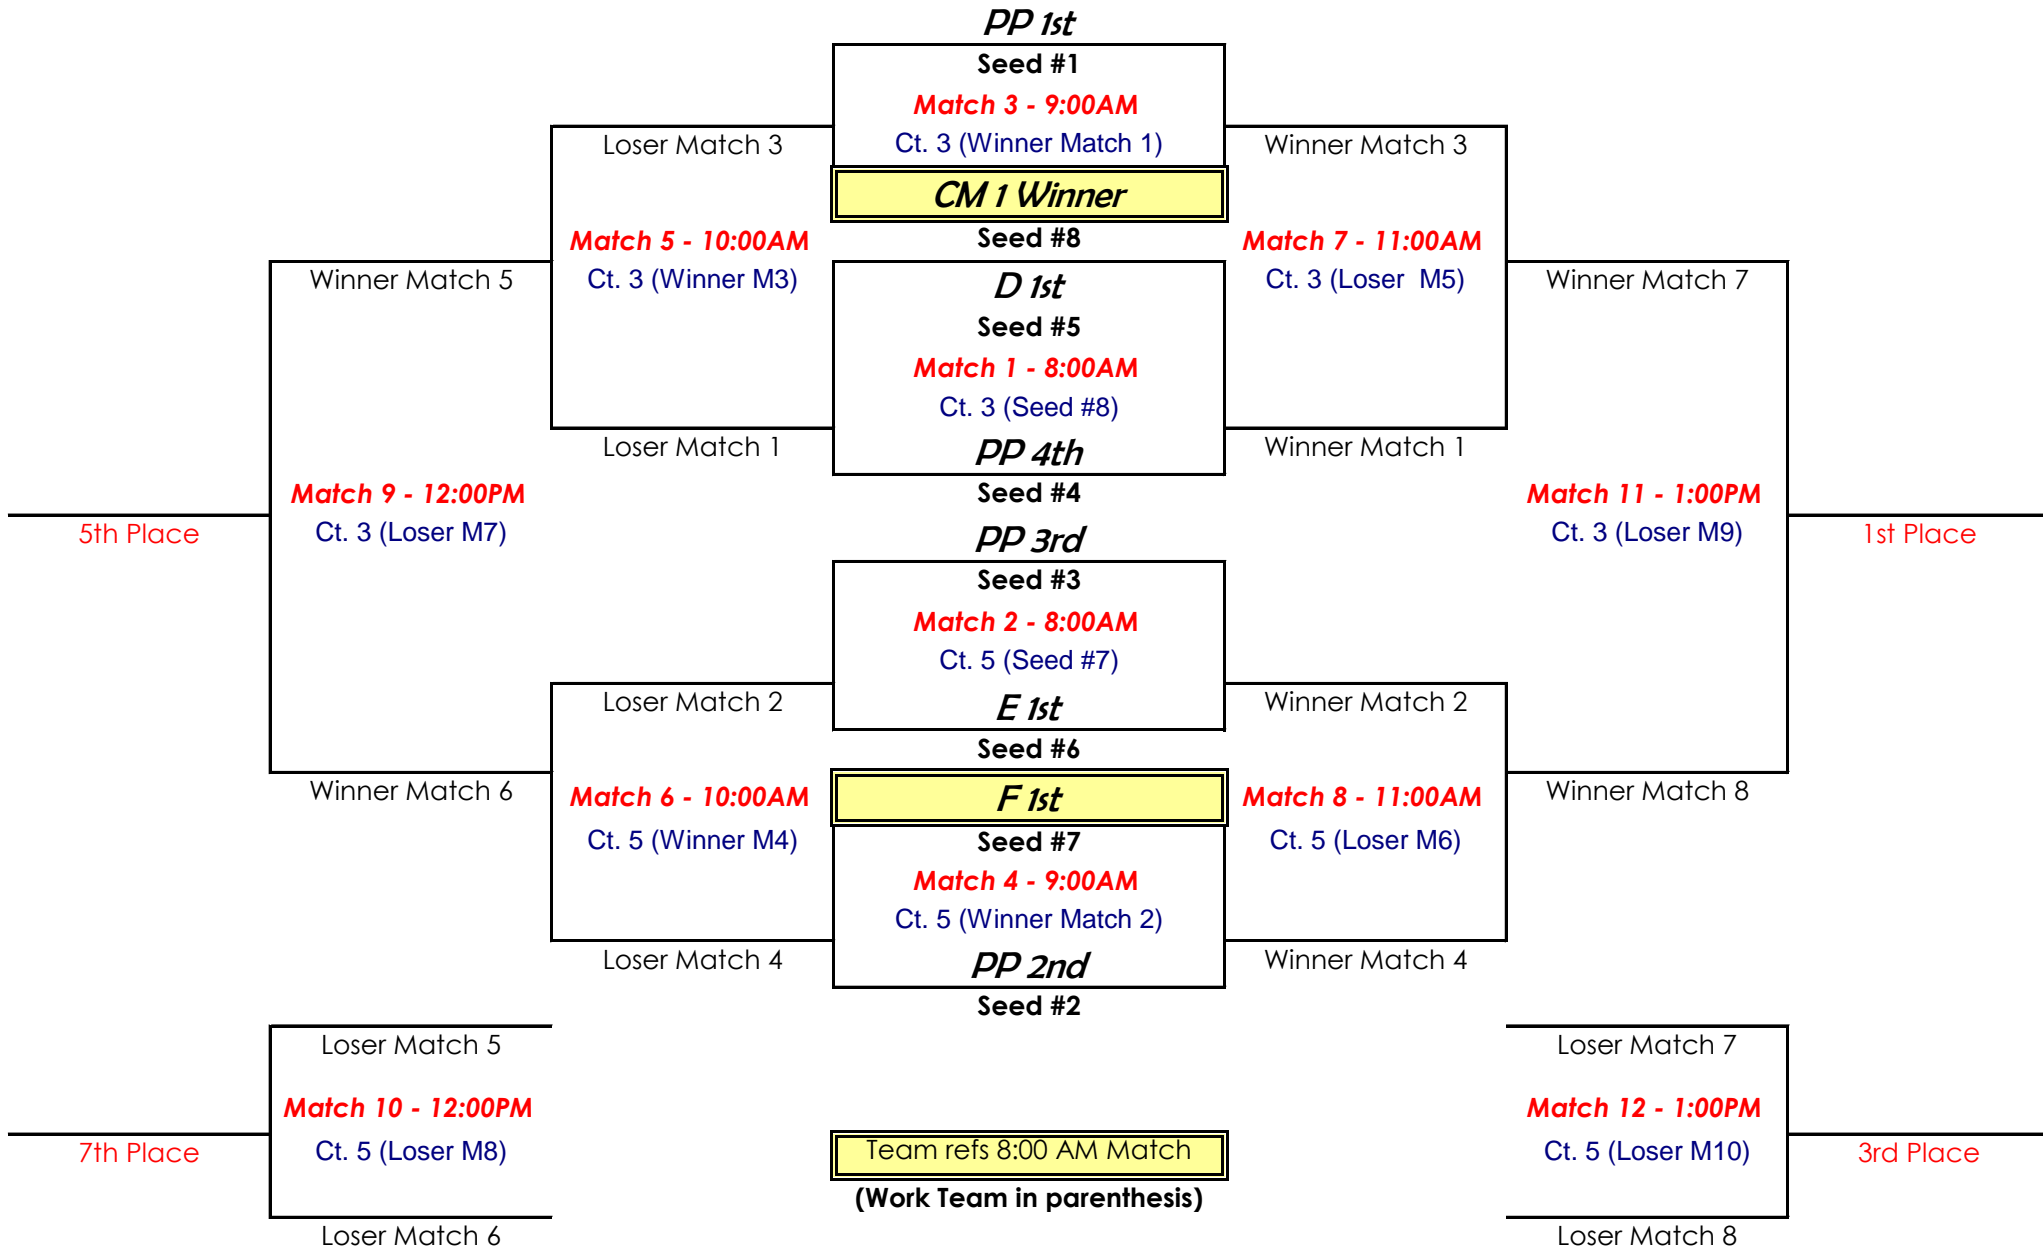 PP 1st
Seed #1
Match 3 - 9:00AM
Loser Match 3
Ct. 3 (Winner Match 1)
Winner Match 3
CM 1 Winner
Seed #8
Match 5 - 10:00AM
Match 7 - 11:00AM
Winner Match 5
Ct. 3 (Winner M3)
D 1st
Ct. 3 (Loser  M5)
Winner Match 7
Seed #5
Match 1 - 8:00AM
Ct. 3 (Seed #8)
Loser Match 1
PP 4th
Winner Match 1
Match 9 - 12:00PM
Seed #4
Match 11 - 1:00PM
5th Place
Ct. 3 (Loser M7)
PP 3rd
Ct. 3 (Loser M9)
1st Place
Seed #3
Match 2 - 8:00AM
Ct. 5 (Seed #7)
Loser Match 2
E 1st
Winner Match 2
Seed #6
Winner Match 6
Match 6 - 10:00AM
F 1st
Match 8 - 11:00AM
Winner Match 8
Ct. 5 (Winner M4)
Seed #7
Ct. 5 (Loser M6)
Match 4 - 9:00AM
Ct. 5 (Winner Match 2)
Loser Match 4
PP 2nd
Winner Match 4
Seed #2
Loser Match 5
Loser Match 7
Match 10 - 12:00PM
Match 12 - 1:00PM
7th Place
Ct. 5 (Loser M8)
Team refs 8:00 AM Match
Ct. 5 (Loser M10)
3rd Place
(Work Team in parenthesis)
Loser Match 6
Loser Match 8